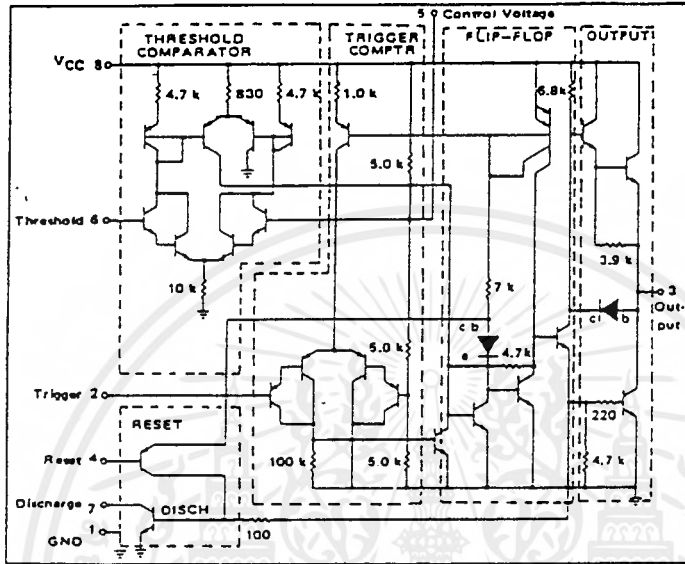 5 Control Voltage
THRESHOLD
COMPARATOR
TRIGGER
COMPTR
FLIP-FLOP
OUTPUT
VCC 8
4.7 k
830
4.7 k
1.0 k
6.8k
5.0 k
Threshold 6
3.9 k
10 k
7 k
3
Out-
put
c b
c b
e
4.7k
5.0 k
Trigger 2
RESET
220
Reset 4
100 k
5.0 k
4.7 k
Discharge
7
DISCH
1
GND
100